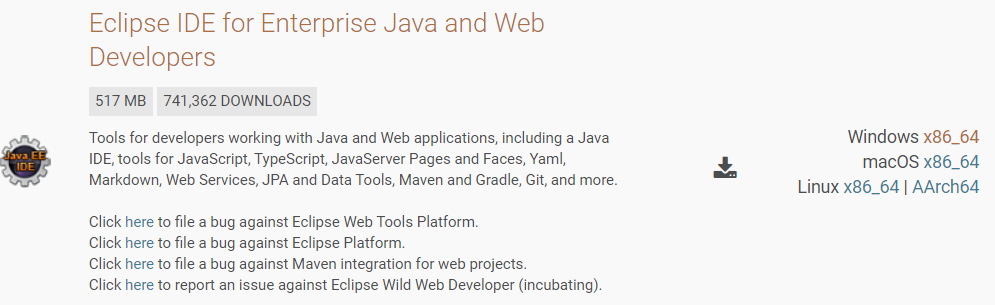 Eclipse IDE for Enterprise Java and Web
Developers
517 MB 741,362 DOWNLOADS
Java EE
IDE
Tools for developers working with Java and Web applications, including a Java
IDE, tools for JavaScript, TypeScript, JavaServer Pages and Faces, Yaml,
Markdown, Web Services, JPA and Data Tools, Maven and Gradle, Git, and more.
Click here to file a bug against Eclipse Web Tools Platform.
Click here to file a bug against Eclipse Platform.
Click here to file a bug against Maven integration for web projects.
Click here to report an issue against Eclipse Wild Web Developer (incubating).
Windows x86_64
macOS x86_64
Linux x86_64 | AArch64